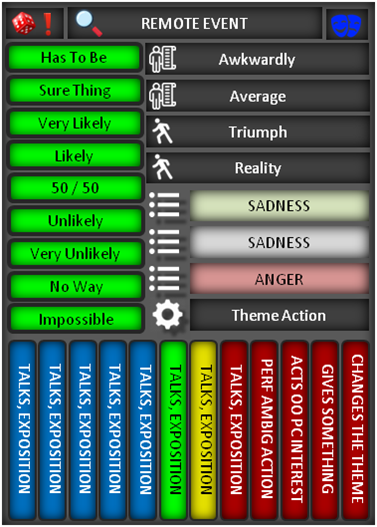 REMOTE EVENT
Has To Be
Sure Thing
Very Likely
Likely
50 / 50
Unlikely
Very Unlikely
No Way
Impossible
Awkwardly
Average
Triumph
Reality
SADNESS
SADNESS
ANGER
Theme Action
TALKS, EXPOSITION
TALKS, EXPOSITION
TALKS, EXPOSITION
TALKS, EXPOSITION
TALKS, EXPOSITION
TALKS, EXPOSITION
TALKS, EXPOSITION
TALKS, EXPOSITION
PERF AMBIG ACTION
ACTS OO PC INTEREST
GIVES SOMETHING
CHANGES THE THEME